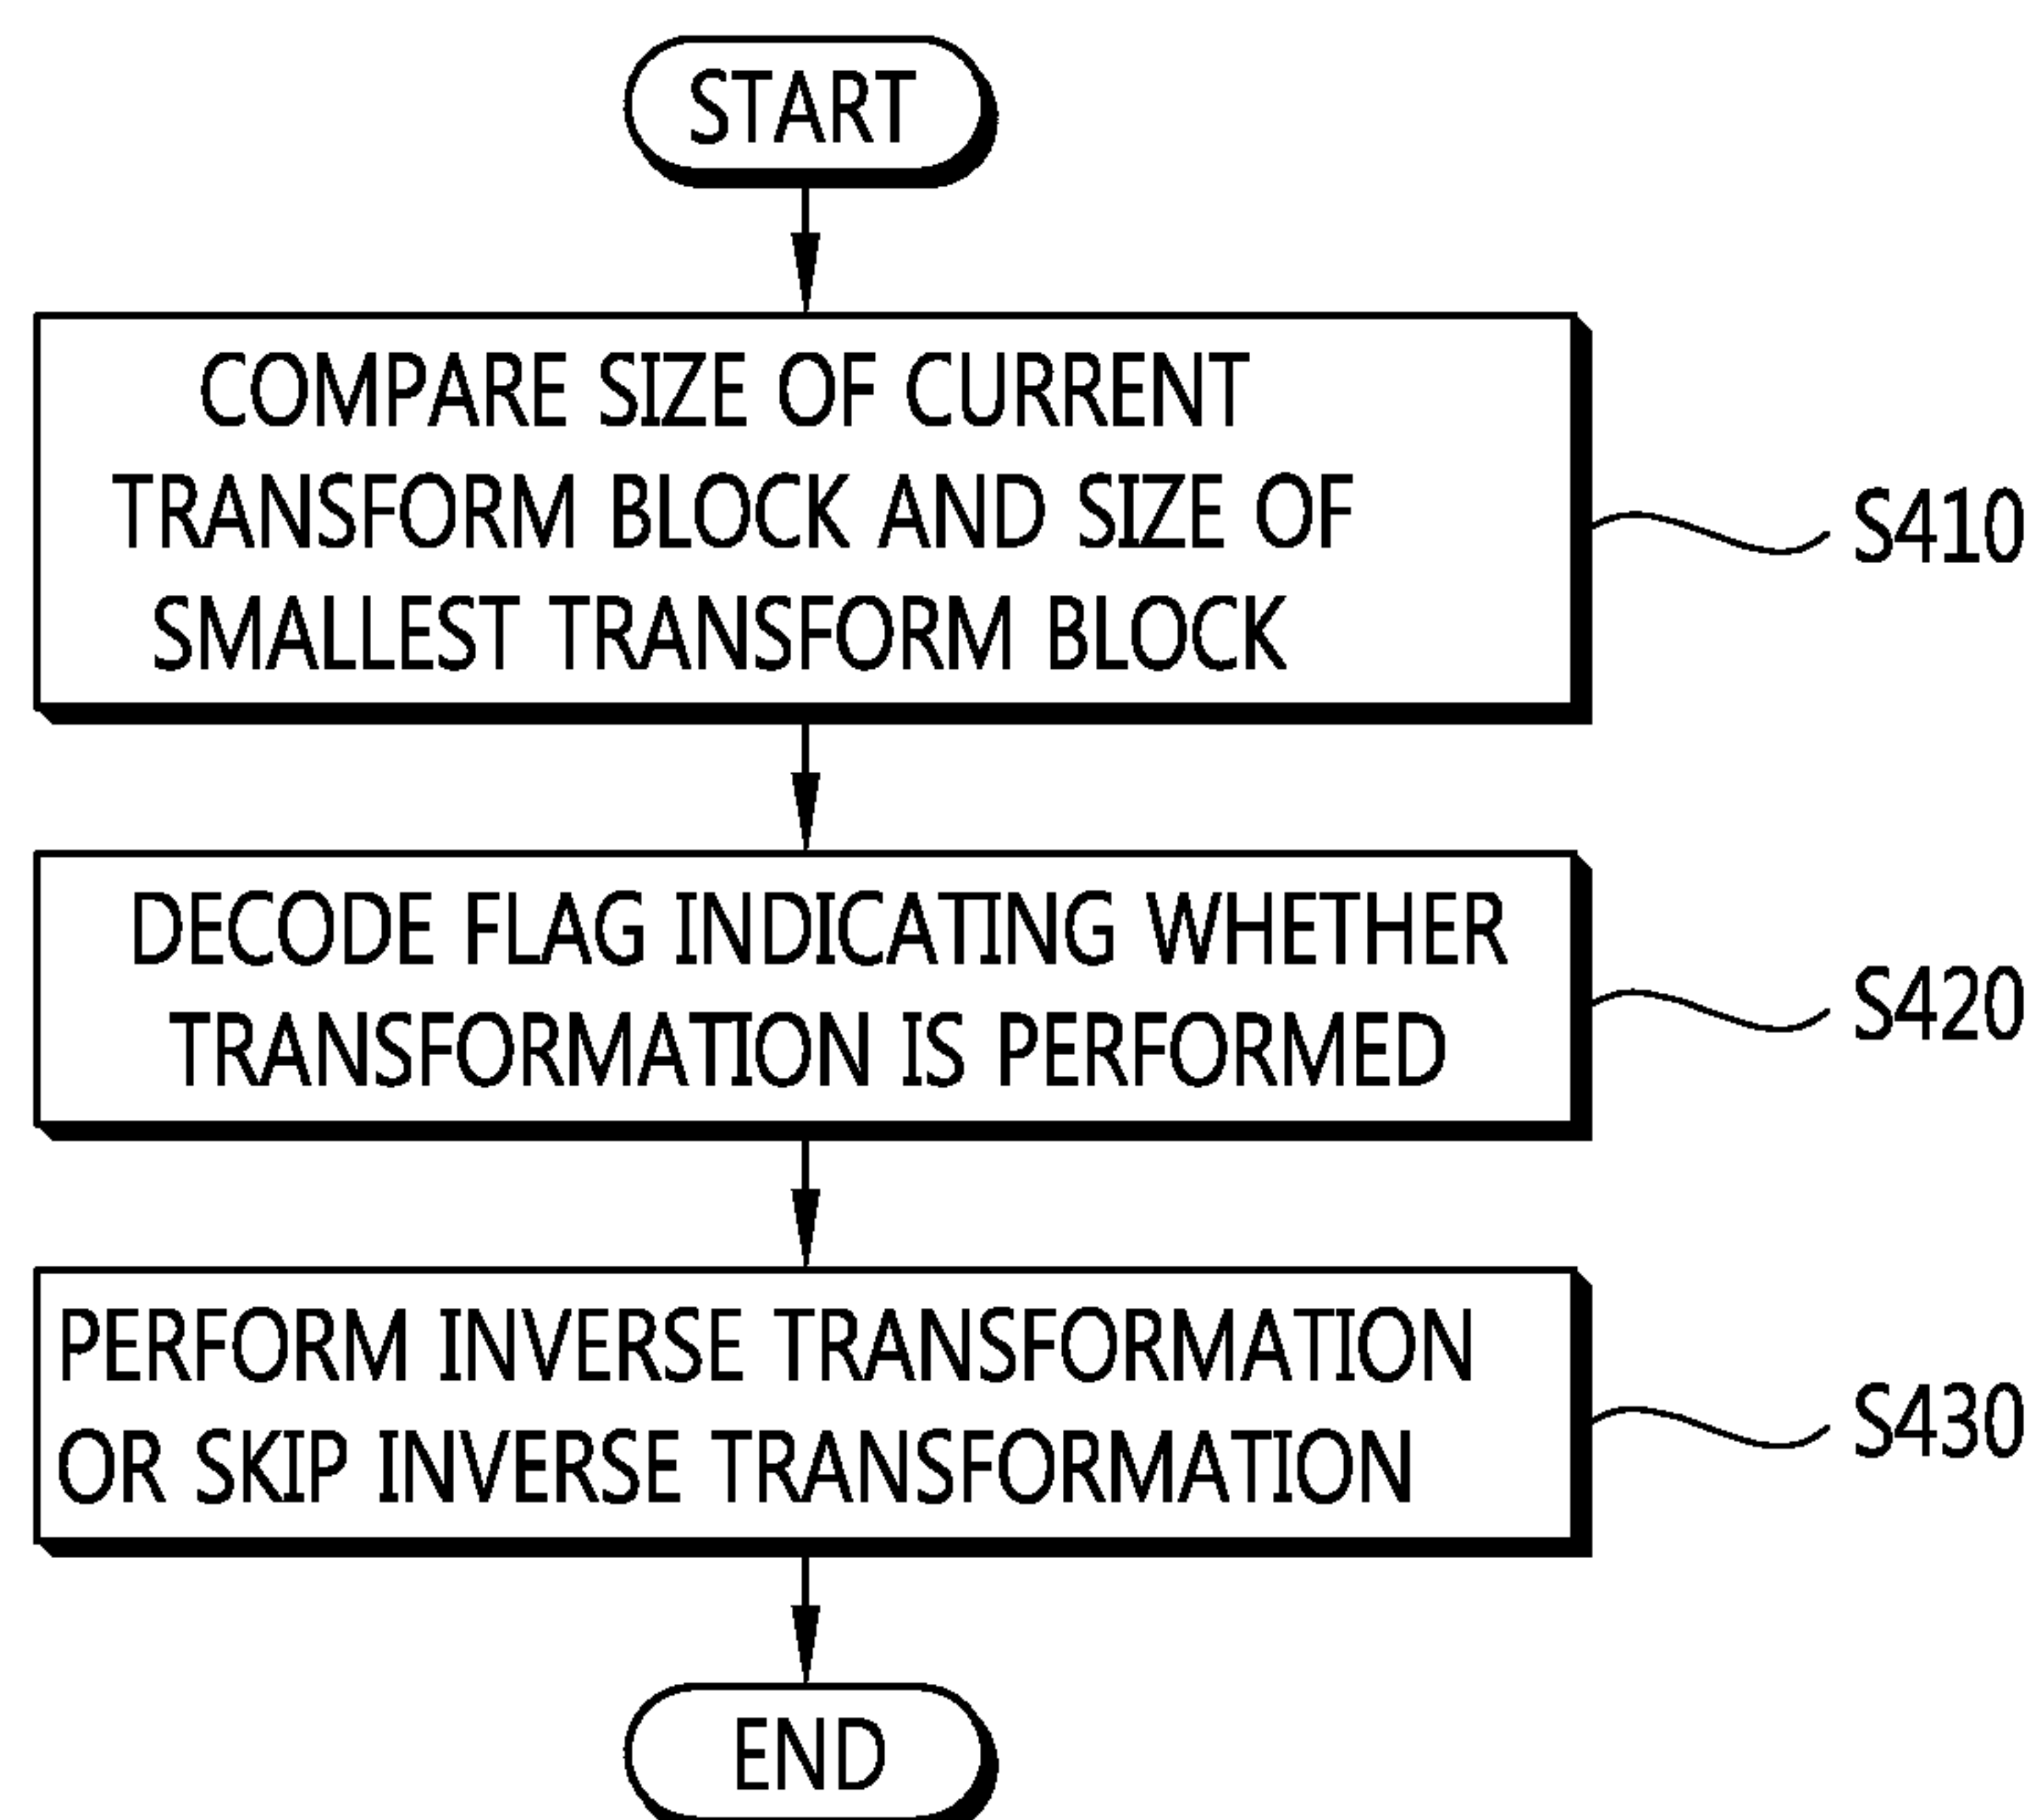 START
COMPARE SIZE OF CURRENT
TRANSFORM BLOCK AND SIZE OF
SMALLEST TRANSFORM BLOCK
S410
DECODE FLAG INDICATING WHETHER
TRANSFORMATION IS PERFORMED
S420
PERFORM INVERSE TRANSFORMATION
OR SKIP INVERSE TRANSFORMATION
S430
END